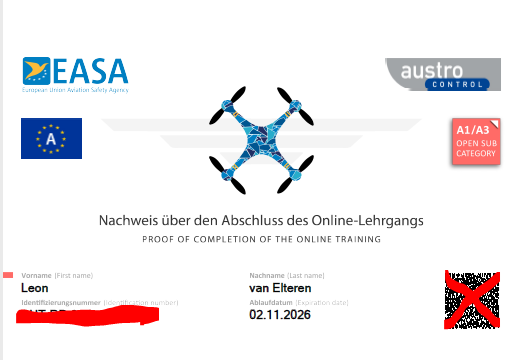 EASA
European Union Aviation Safety Agency
austro
CONTROL
A
A1/A3
OPEN SUB
CATEGORY
Nachweis über den Abschluss des Online-Lehrgangs
PROOF OF COMPLETION OF THE ONLINE TRAINING
Vorname (First name)
Nachname (Last name)
Leon
van Elteren
Identifizierungsnummer (Identification number)
Ablaufdatum (Expiration date)
02.11.2026